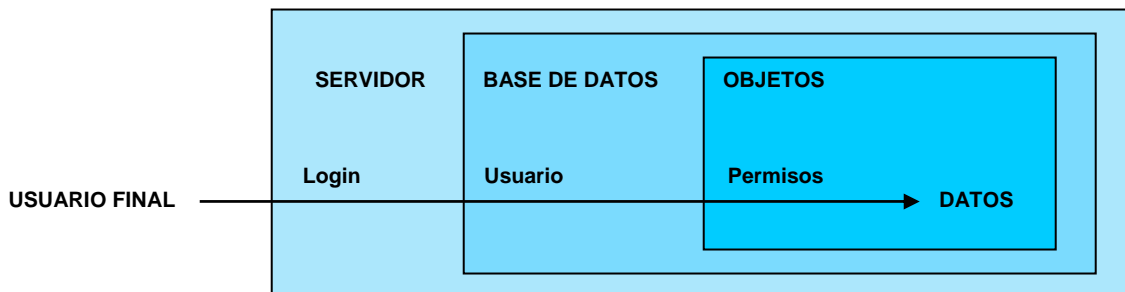 SERVIDOR BASE DE DATOS OBJETOS
Login Usuario Permisos
USUARIO FINAL DATOS